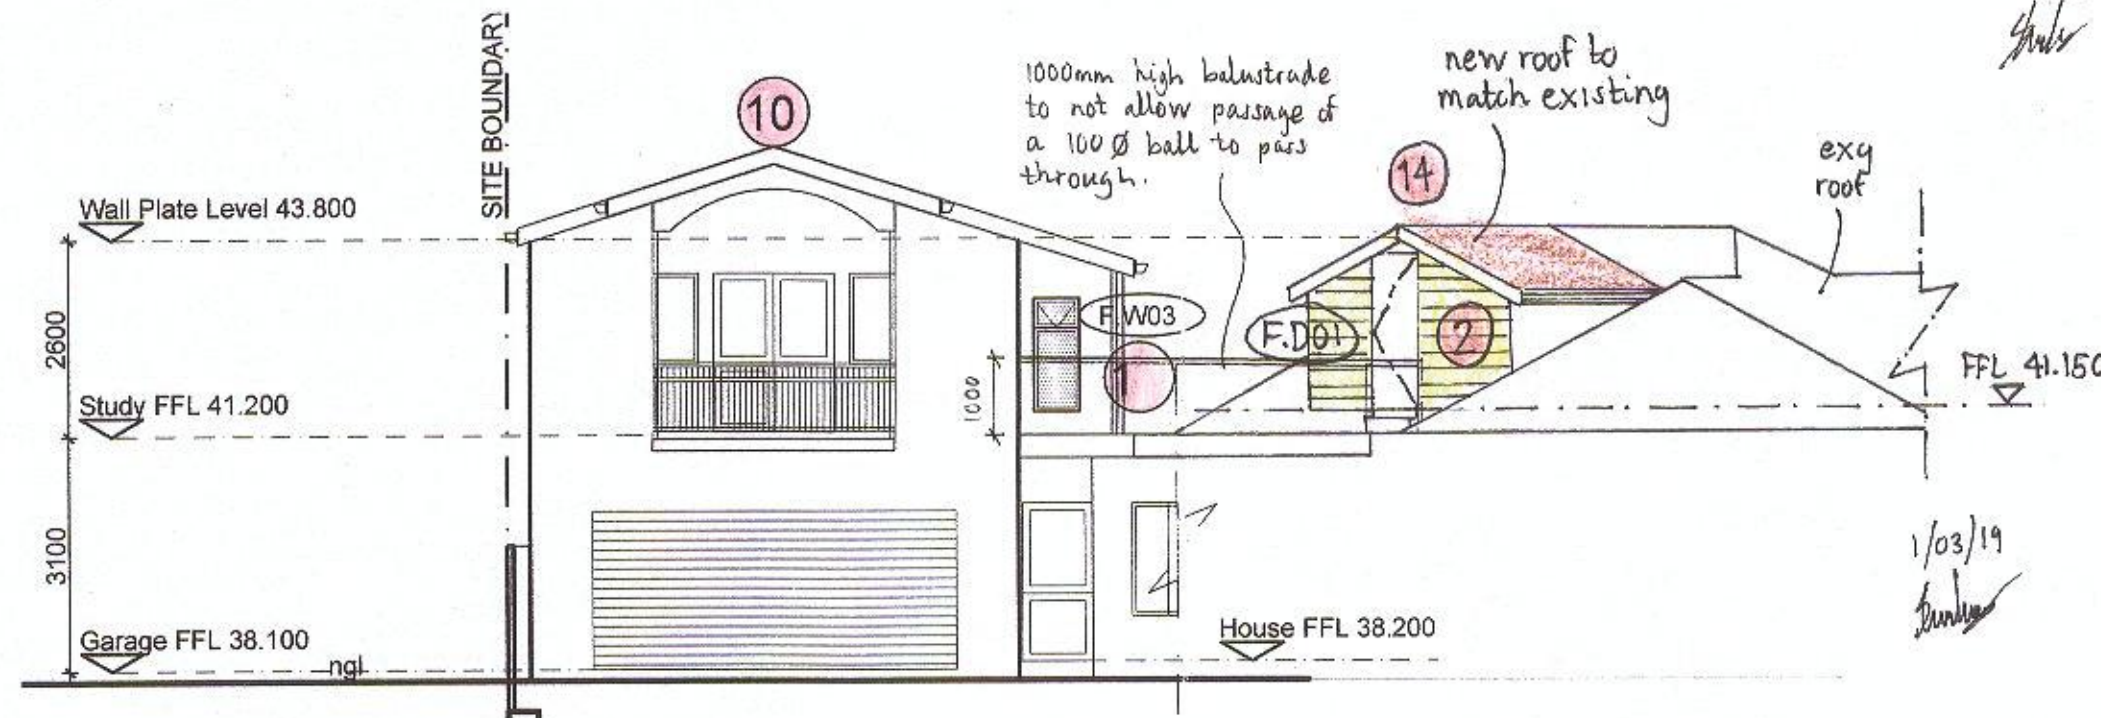 SITE BOUNDARY
10
1000mm high balustrade
to not allow passage of
a 100 Ø ball to pass
through.
new roof to
match existing
14
exg
roof
Wall Plate Level 43.800
2600
F.W03
F.D01
2
1
1000
FFL 41.150
Study FFL 41.200
3100
1/03/19
House FFL 38.200
Garage FFL 38.100
ngl